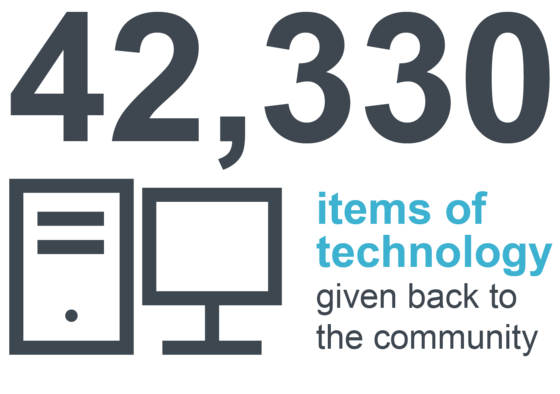 42,330
items of
technology
given back to
the community